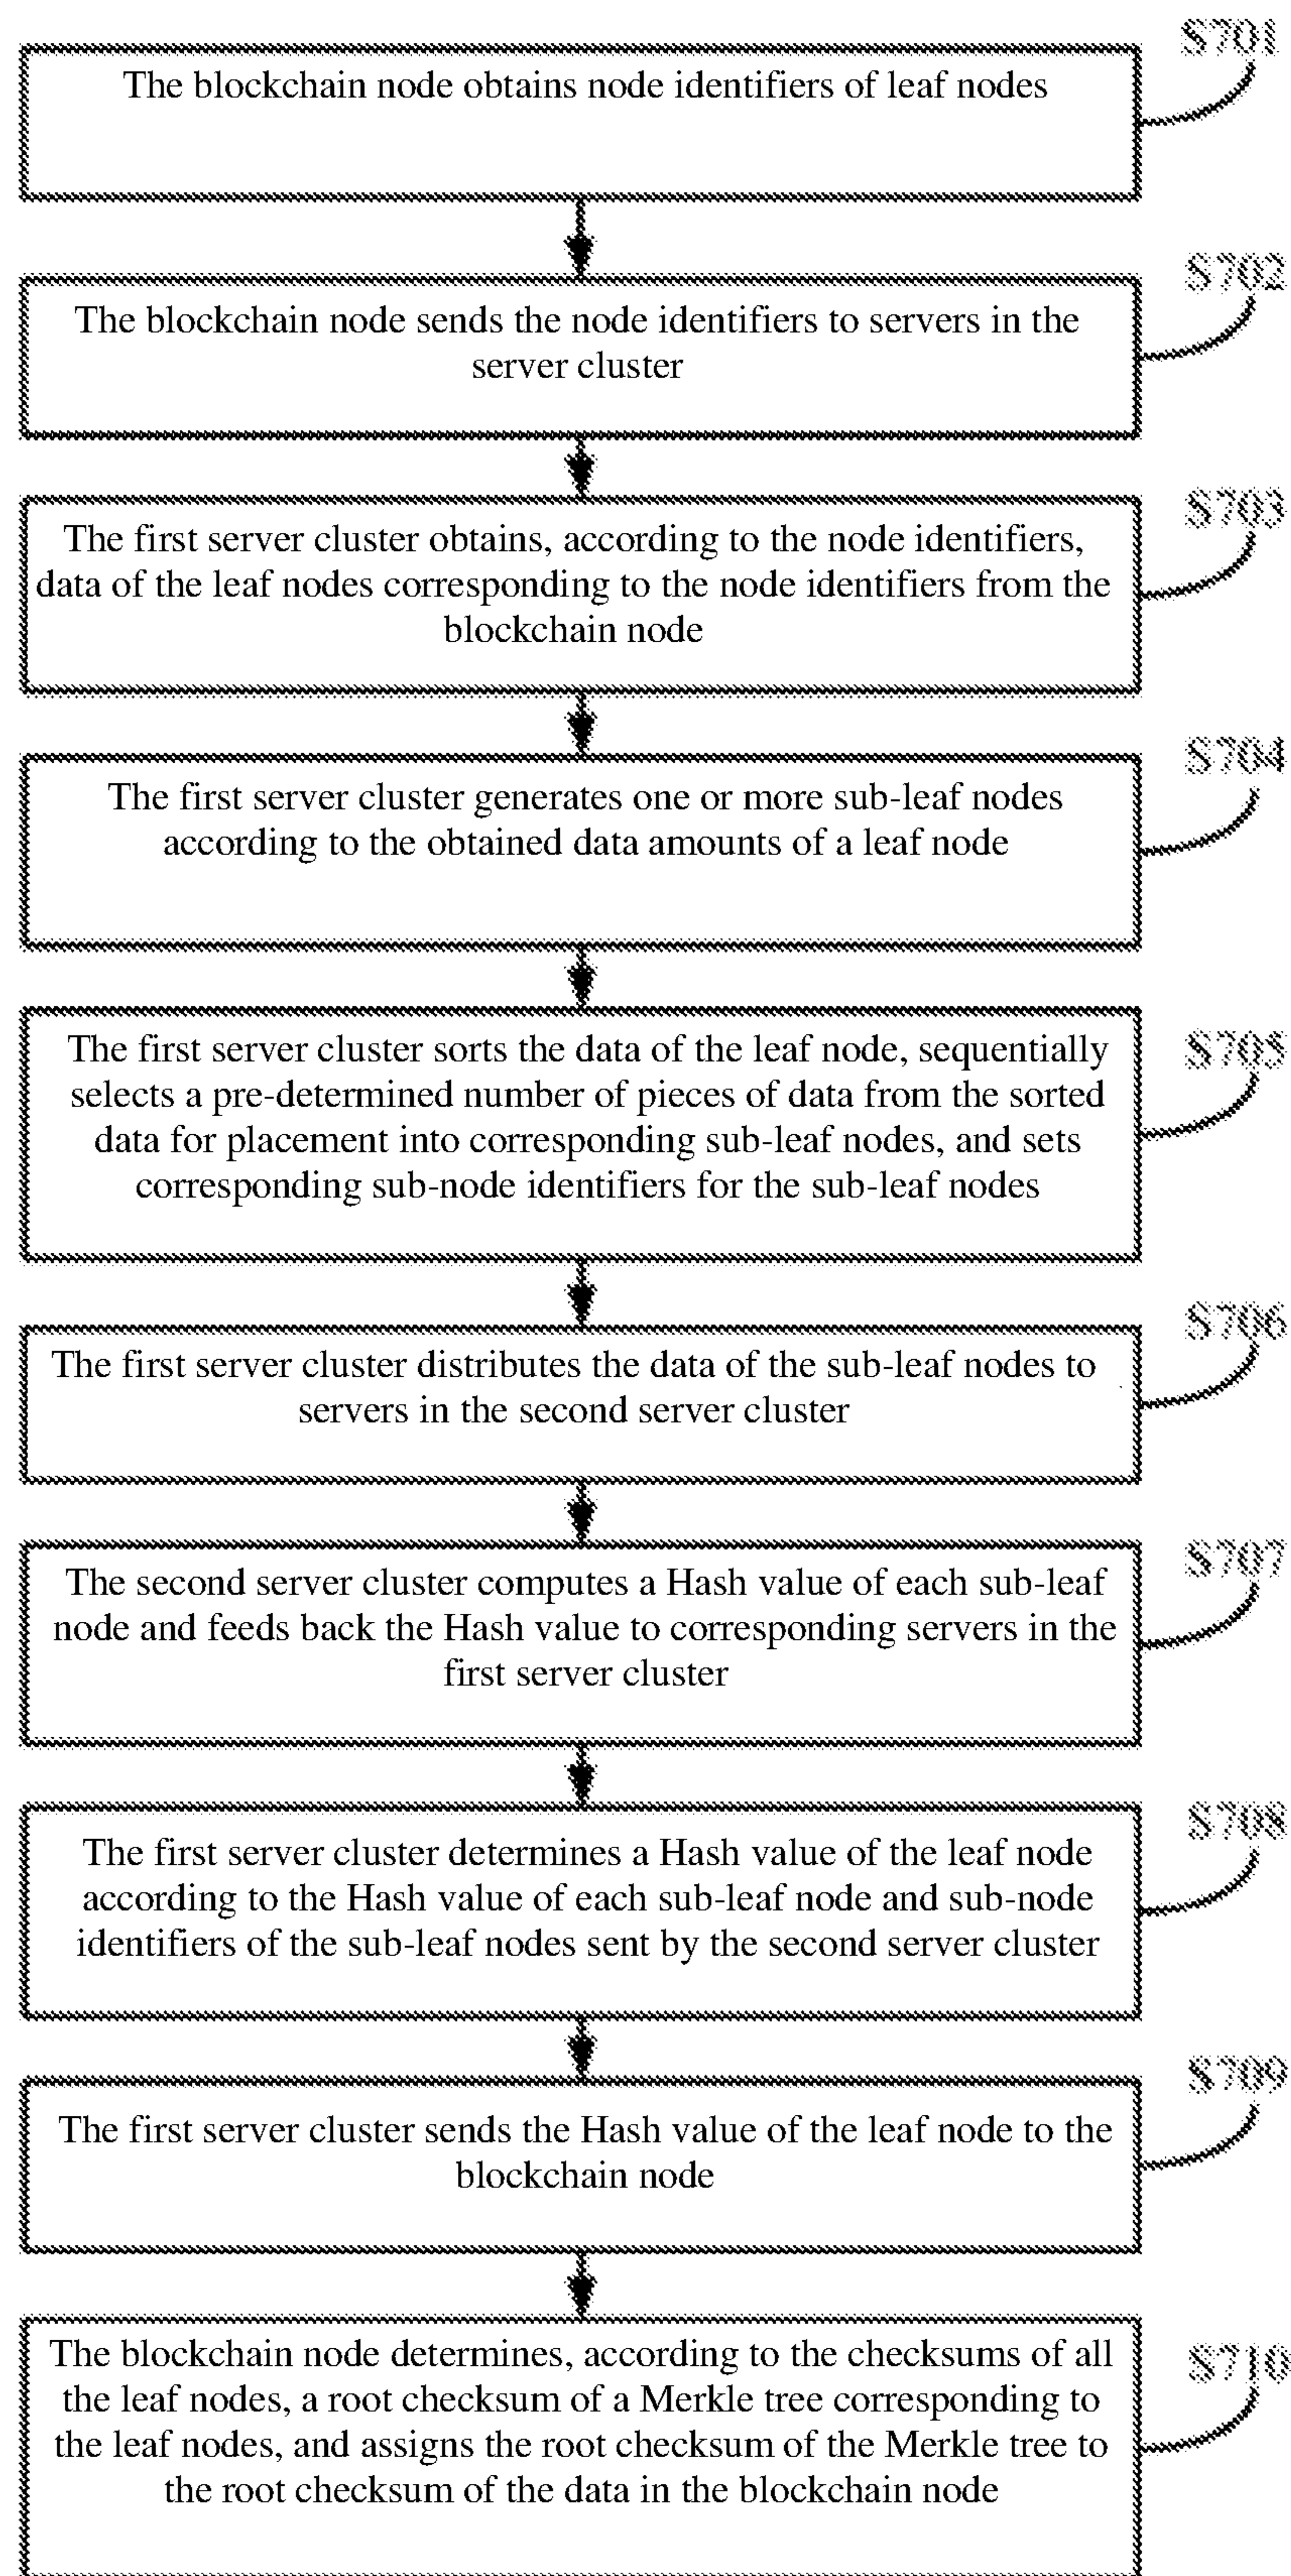 S701
The blockchain node obtains node identifiers of leaf nodes
S702
The blockchain node sends the node identifiers to servers in the
server cluster
S703
The first server cluster obtains, according to the node identifiers,
data of the leaf nodes corresponding to the node identifiers from the
blockchain node
S704
The first server cluster generates one or more sub-leaf nodes
according to the obtained data amounts of a leaf node
S705
The first server cluster sorts the data of the leaf node, sequentially
selects a pre-determined number of pieces of data from the sorted
data for placement into corresponding sub-leaf nodes, and sets
corresponding sub-node identifiers for the sub-leaf nodes
S706
The first server cluster distributes the data of the sub-leaf nodes to
servers in the second server cluster
S707
The second server cluster computes a Hash value of each sub-leaf
node and feeds back the Hash value to corresponding servers in the
first server cluster
S708
The first server cluster determines a Hash value of the leaf node
according to the Hash value of each sub-leaf node and sub-node
identifiers of the sub-leaf nodes sent by the second server cluster
S709
The first server cluster sends the Hash value of the leaf node to the
blockchain node
S710
The blockchain node determines, according to the checksums of all
the leaf nodes, a root checksum of a Merkle tree corresponding to
the leaf nodes, and assigns the root checksum of the Merkle tree to
the root checksum of the data in the blockchain node